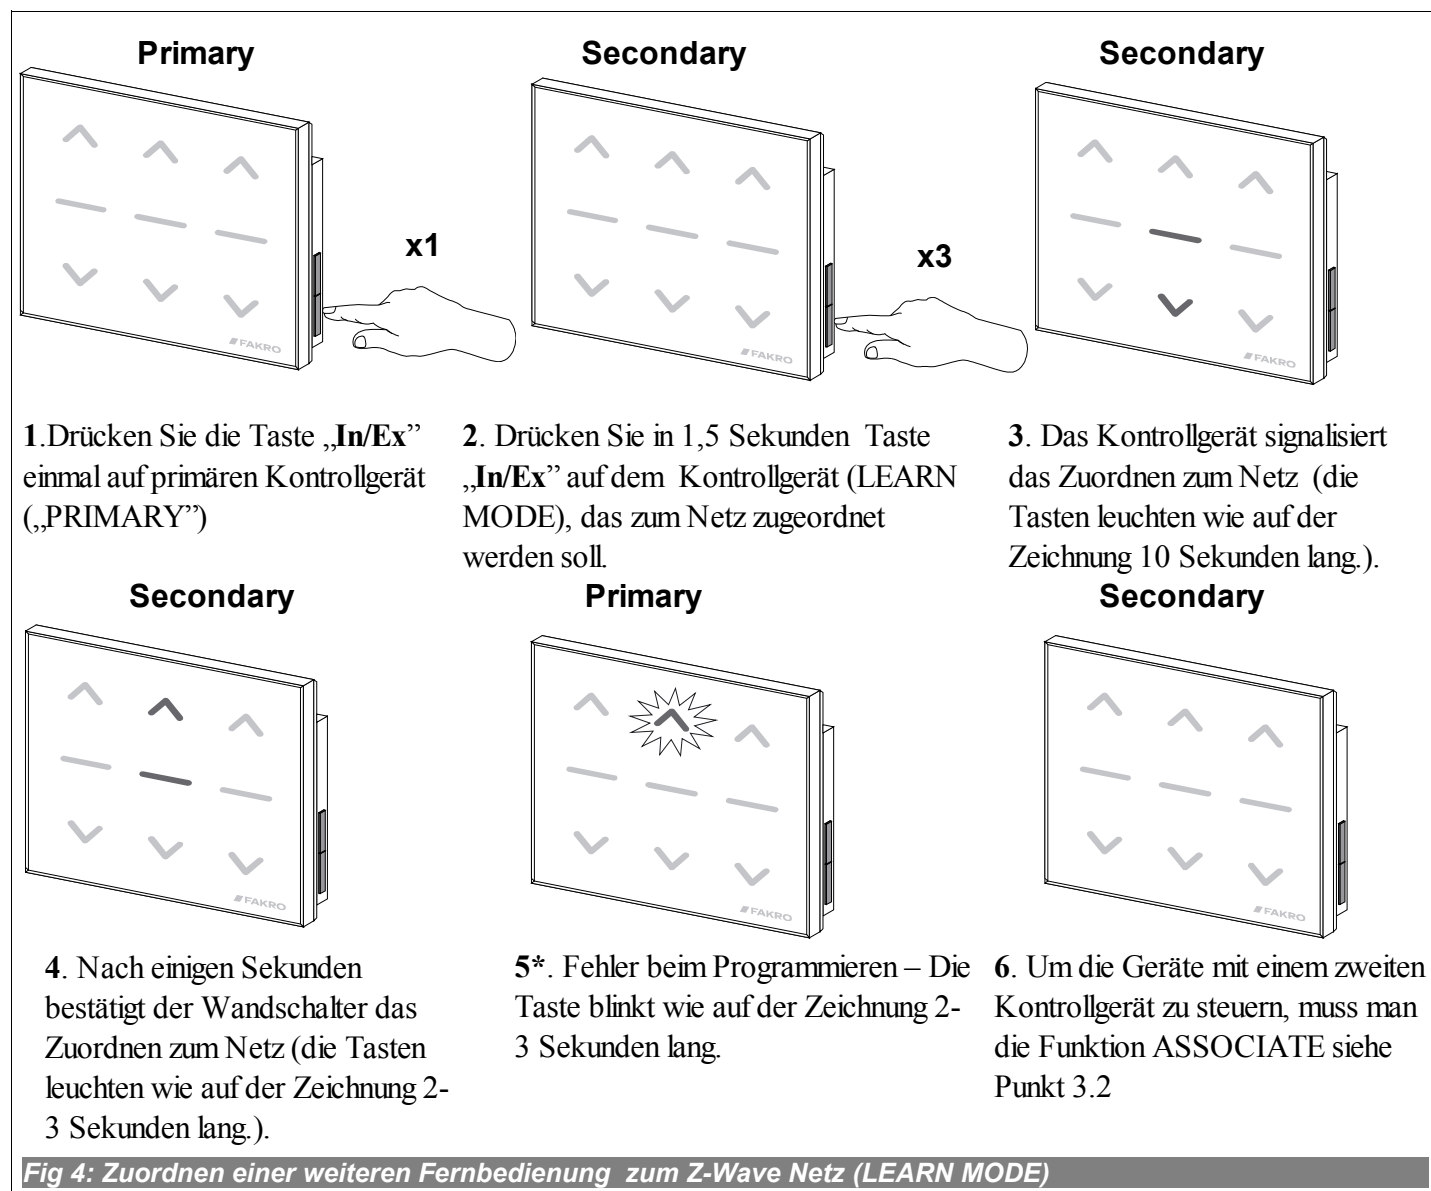 Primary
Secondary
Secondary
x1
x3
FAKRO
FAKRO
FAKRO
1.Drücken Sie die Taste „In/Ex”
einmal auf primären Kontrollgerät
(„PRIMARY”)
2. Drücken Sie in 1,5 Sekunden Taste
„In/Ex” auf dem Kontrollgerät (LEARN
MODE), das zum Netz zugeordnet
werden soll.
3. Das Kontrollgerät signalisiert
das Zuordnen zum Netz (die
Tasten leuchten wie auf der
Zeichnung 10 Sekunden lang.).
Secondary
Primary
Secondary
FAKRO
FAKRO
FAKRO
4. Nach einigen Sekunden
bestätigt der Wandschalter das
Zuordnen zum Netz (die Tasten
leuchten wie auf der Zeichnung 2-
3 Sekunden lang.).
5*. Fehler beim Programmieren – Die
Taste blinkt wie auf der Zeichnung 2-
3 Sekunden lang.
6. Um die Geräte mit einem zweiten
Kontrollgerät zu steuern, muss man
die Funktion ASSOCIATE siehe
Punkt 3.2
Fig 4: Zuordnen einer weiteren Fernbedienung zum Z-Wave Netz (LEARN MODE)